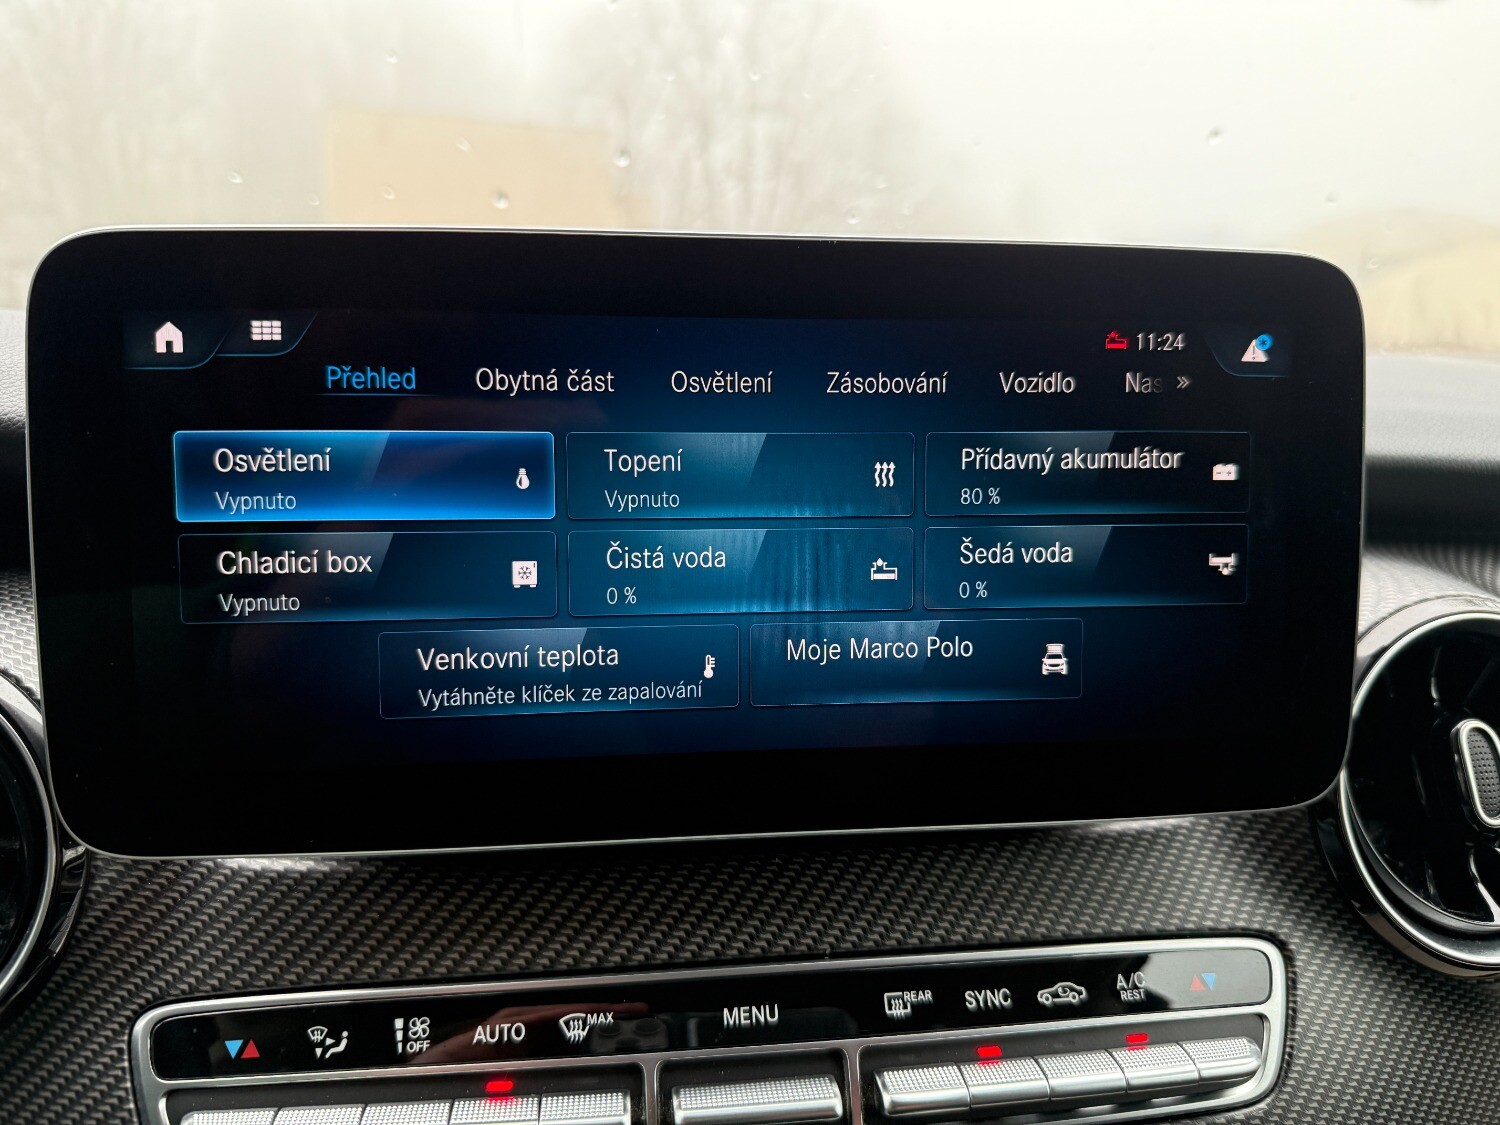 11:24
Přehled
Obytná část
Osvětlení
Zásobování
Vozidlo
Nas »
Osvětlení
Vypnuto
Topení
Vypnuto
Přídavný akumulátor
80 %
Chladicí box
Vypnuto
Čistá voda
0 %
Šedá voda
0 %
Venkovní teplota
Vytáhněte klíček ze zapalování
Moje Marco Polo
OFF
AUTO
MAX
MENU
REAR
SYNC
A/C
REST